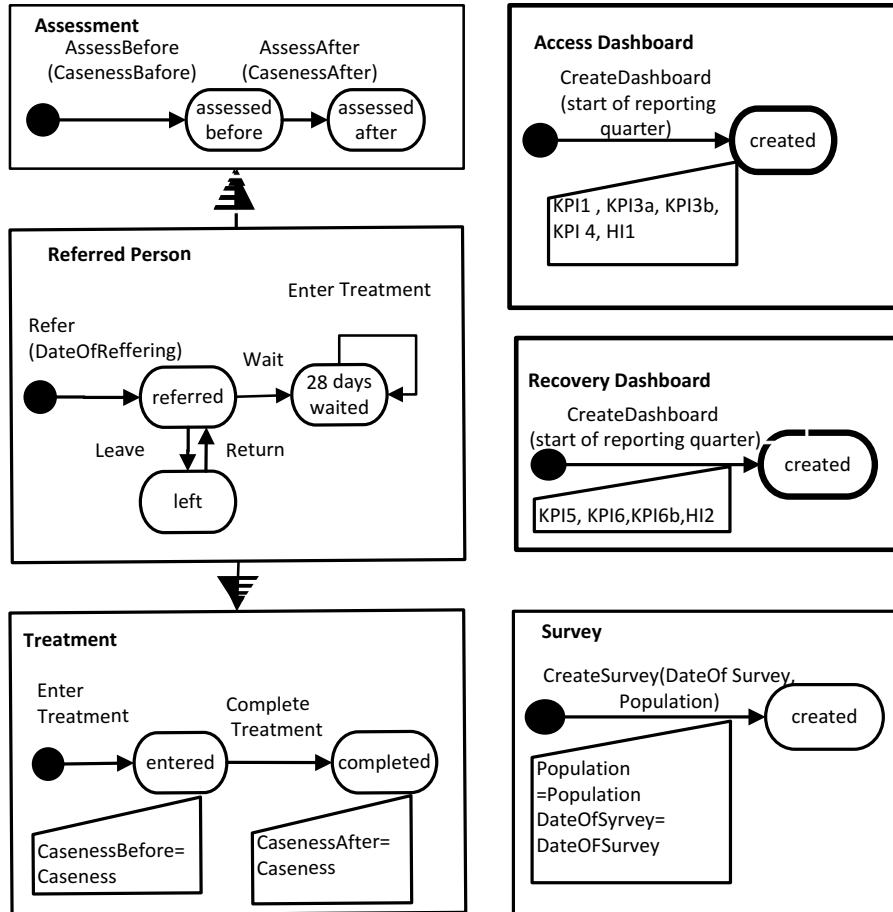 Assessment
AssessBefore
(CasenessBafore)
AssessAfter
(CasenessAfter)
assessed
before
assessed
after
Referred Person
Enter Treatment
Refer
(DateOfReffering)
Wait
referred
28 days
waited
Leave
Return
left
Treatment
Enter
Treatment
Complete
Treatment
entered
completed
CasenessBefore=
Caseness
CasenessAfter=
Caseness
Access Dashboard
CreateDashboard
(start of reporting
quarter)
created
KPI1 , KPI3a, KPI3b,
KPI 4, HI1
Recovery Dashboard
CreateDashboard
(start of reporting quarter)
created
KPI5, KPI6,KPI6b,HI2
Survey
CreateSurvey(DateOf Survey,
Population)
created
Population
=Population
DateOfSyrvey=
DateOFSurvey